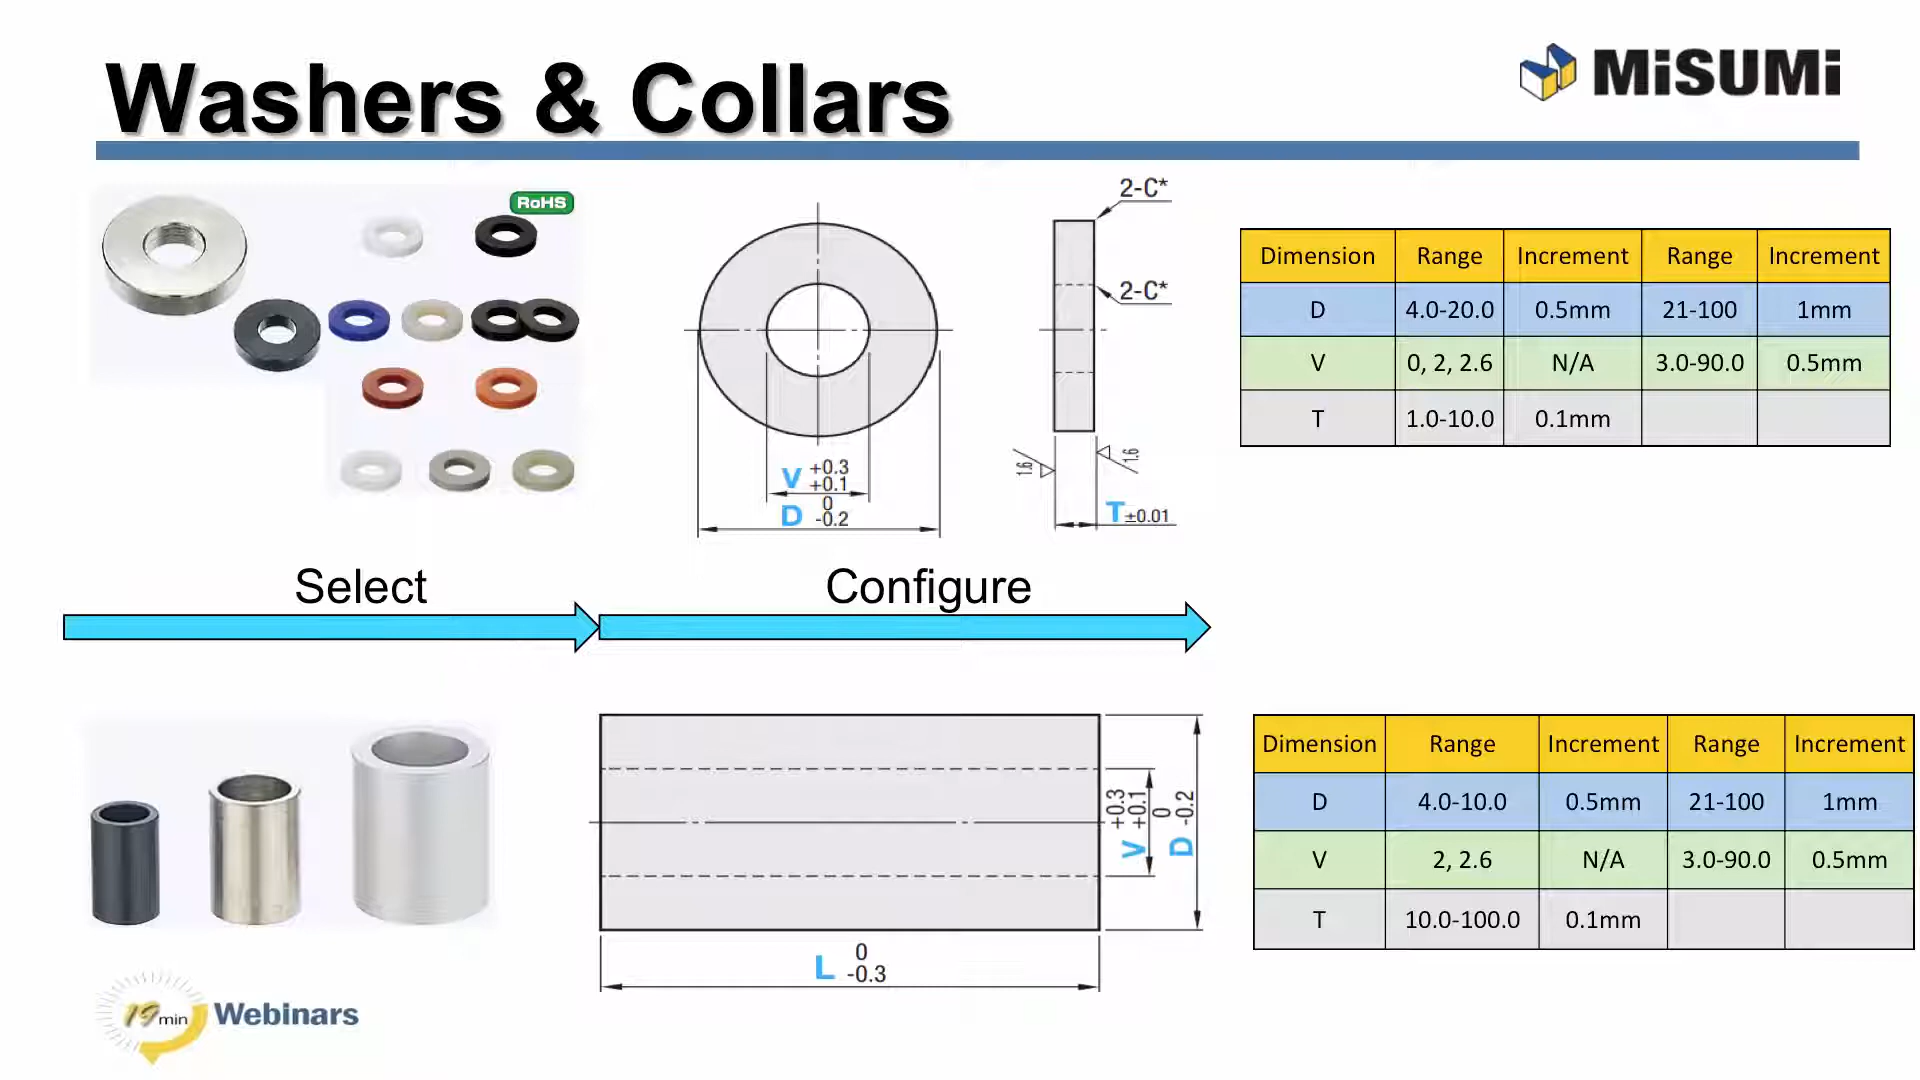 Washers & Collars
MiSUMi
RoHS
2-C*
2-C*
V +0.3 +0.1
D 0 -0.2
1.6
1.6
T±0.01
Dimension Range Increment Range Increment
D 4.0-20.0 0.5mm 21-100 1mm
V 0, 2, 2.6 N/A 3.0-90.0 0.5mm
T 1.0-10.0 0.1mm
Select
Configure
V +0.3 +0.1
D 0 -0.2
L 0 -0.3
Dimension Range Increment Range Increment
D 4.0-10.0 0.5mm 21-100 1mm
V 2, 2.6 N/A 3.0-90.0 0.5mm
T 10.0-100.0 0.1mm
19 min Webinars